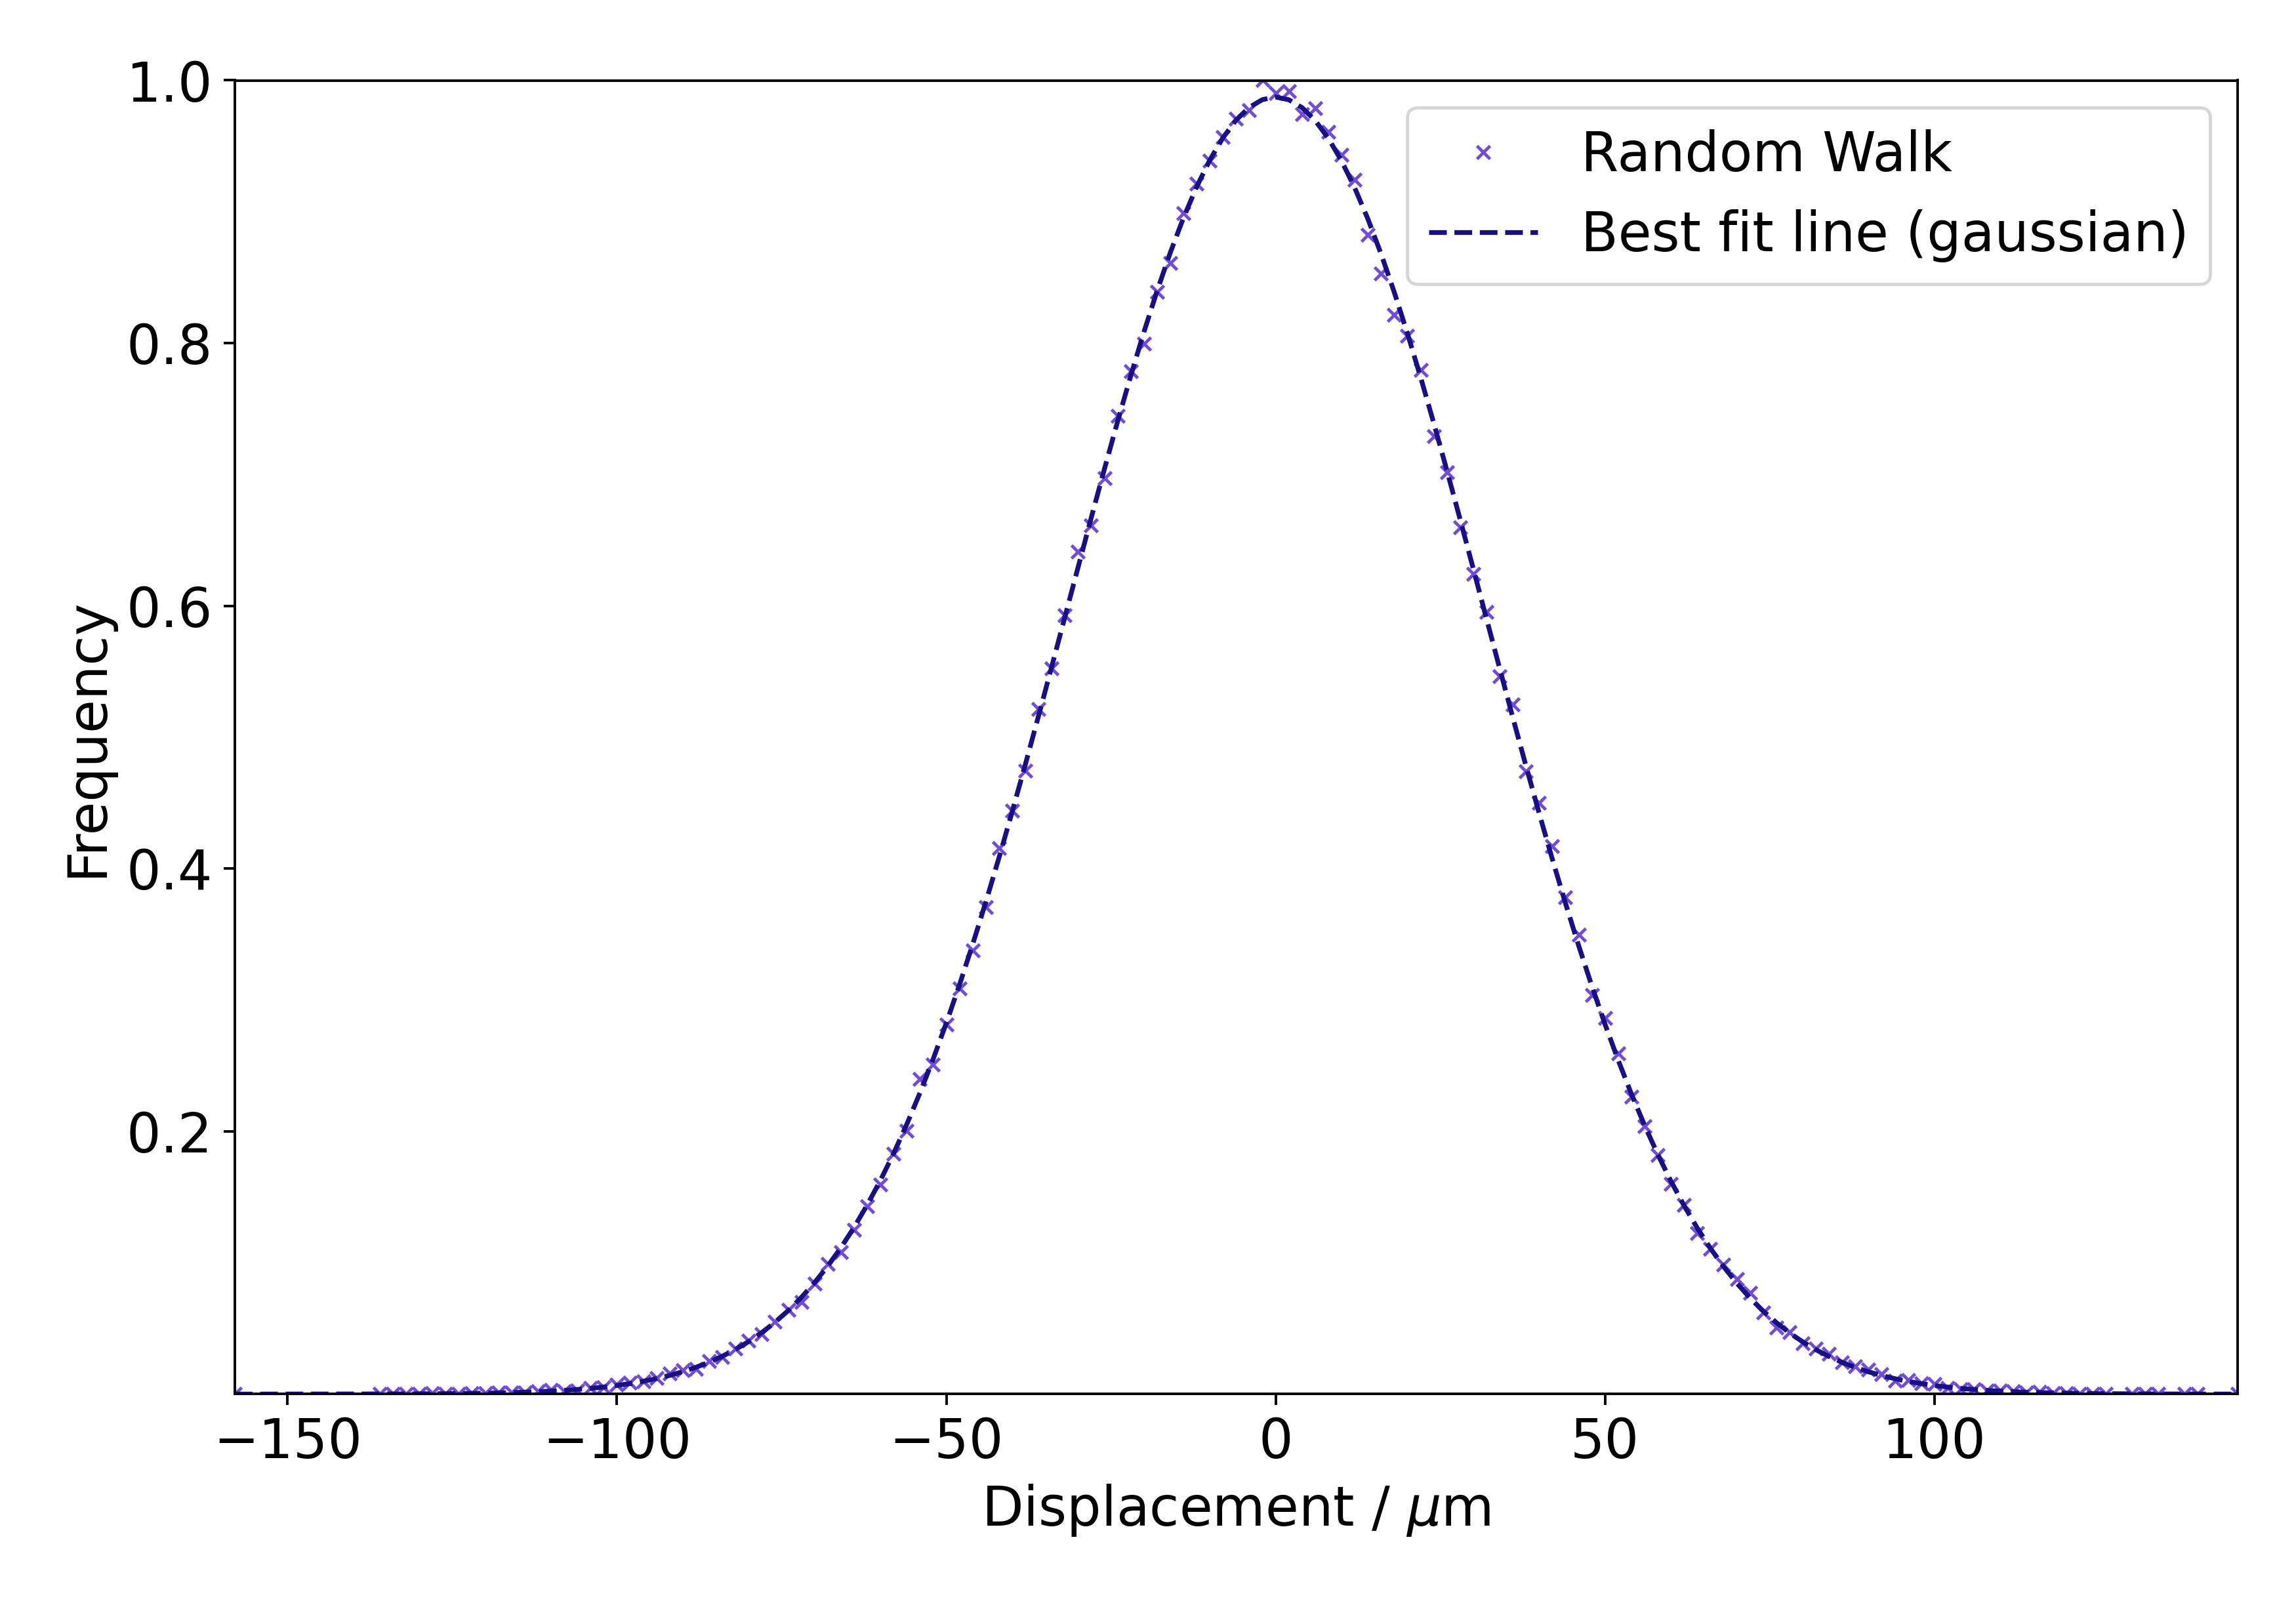 1.0
0.8
0.6
0.4
0.2
Frequency
Random Walk
Best fit line (gaussian)
−150
−100
−50
0
50
100
Displacement / μm